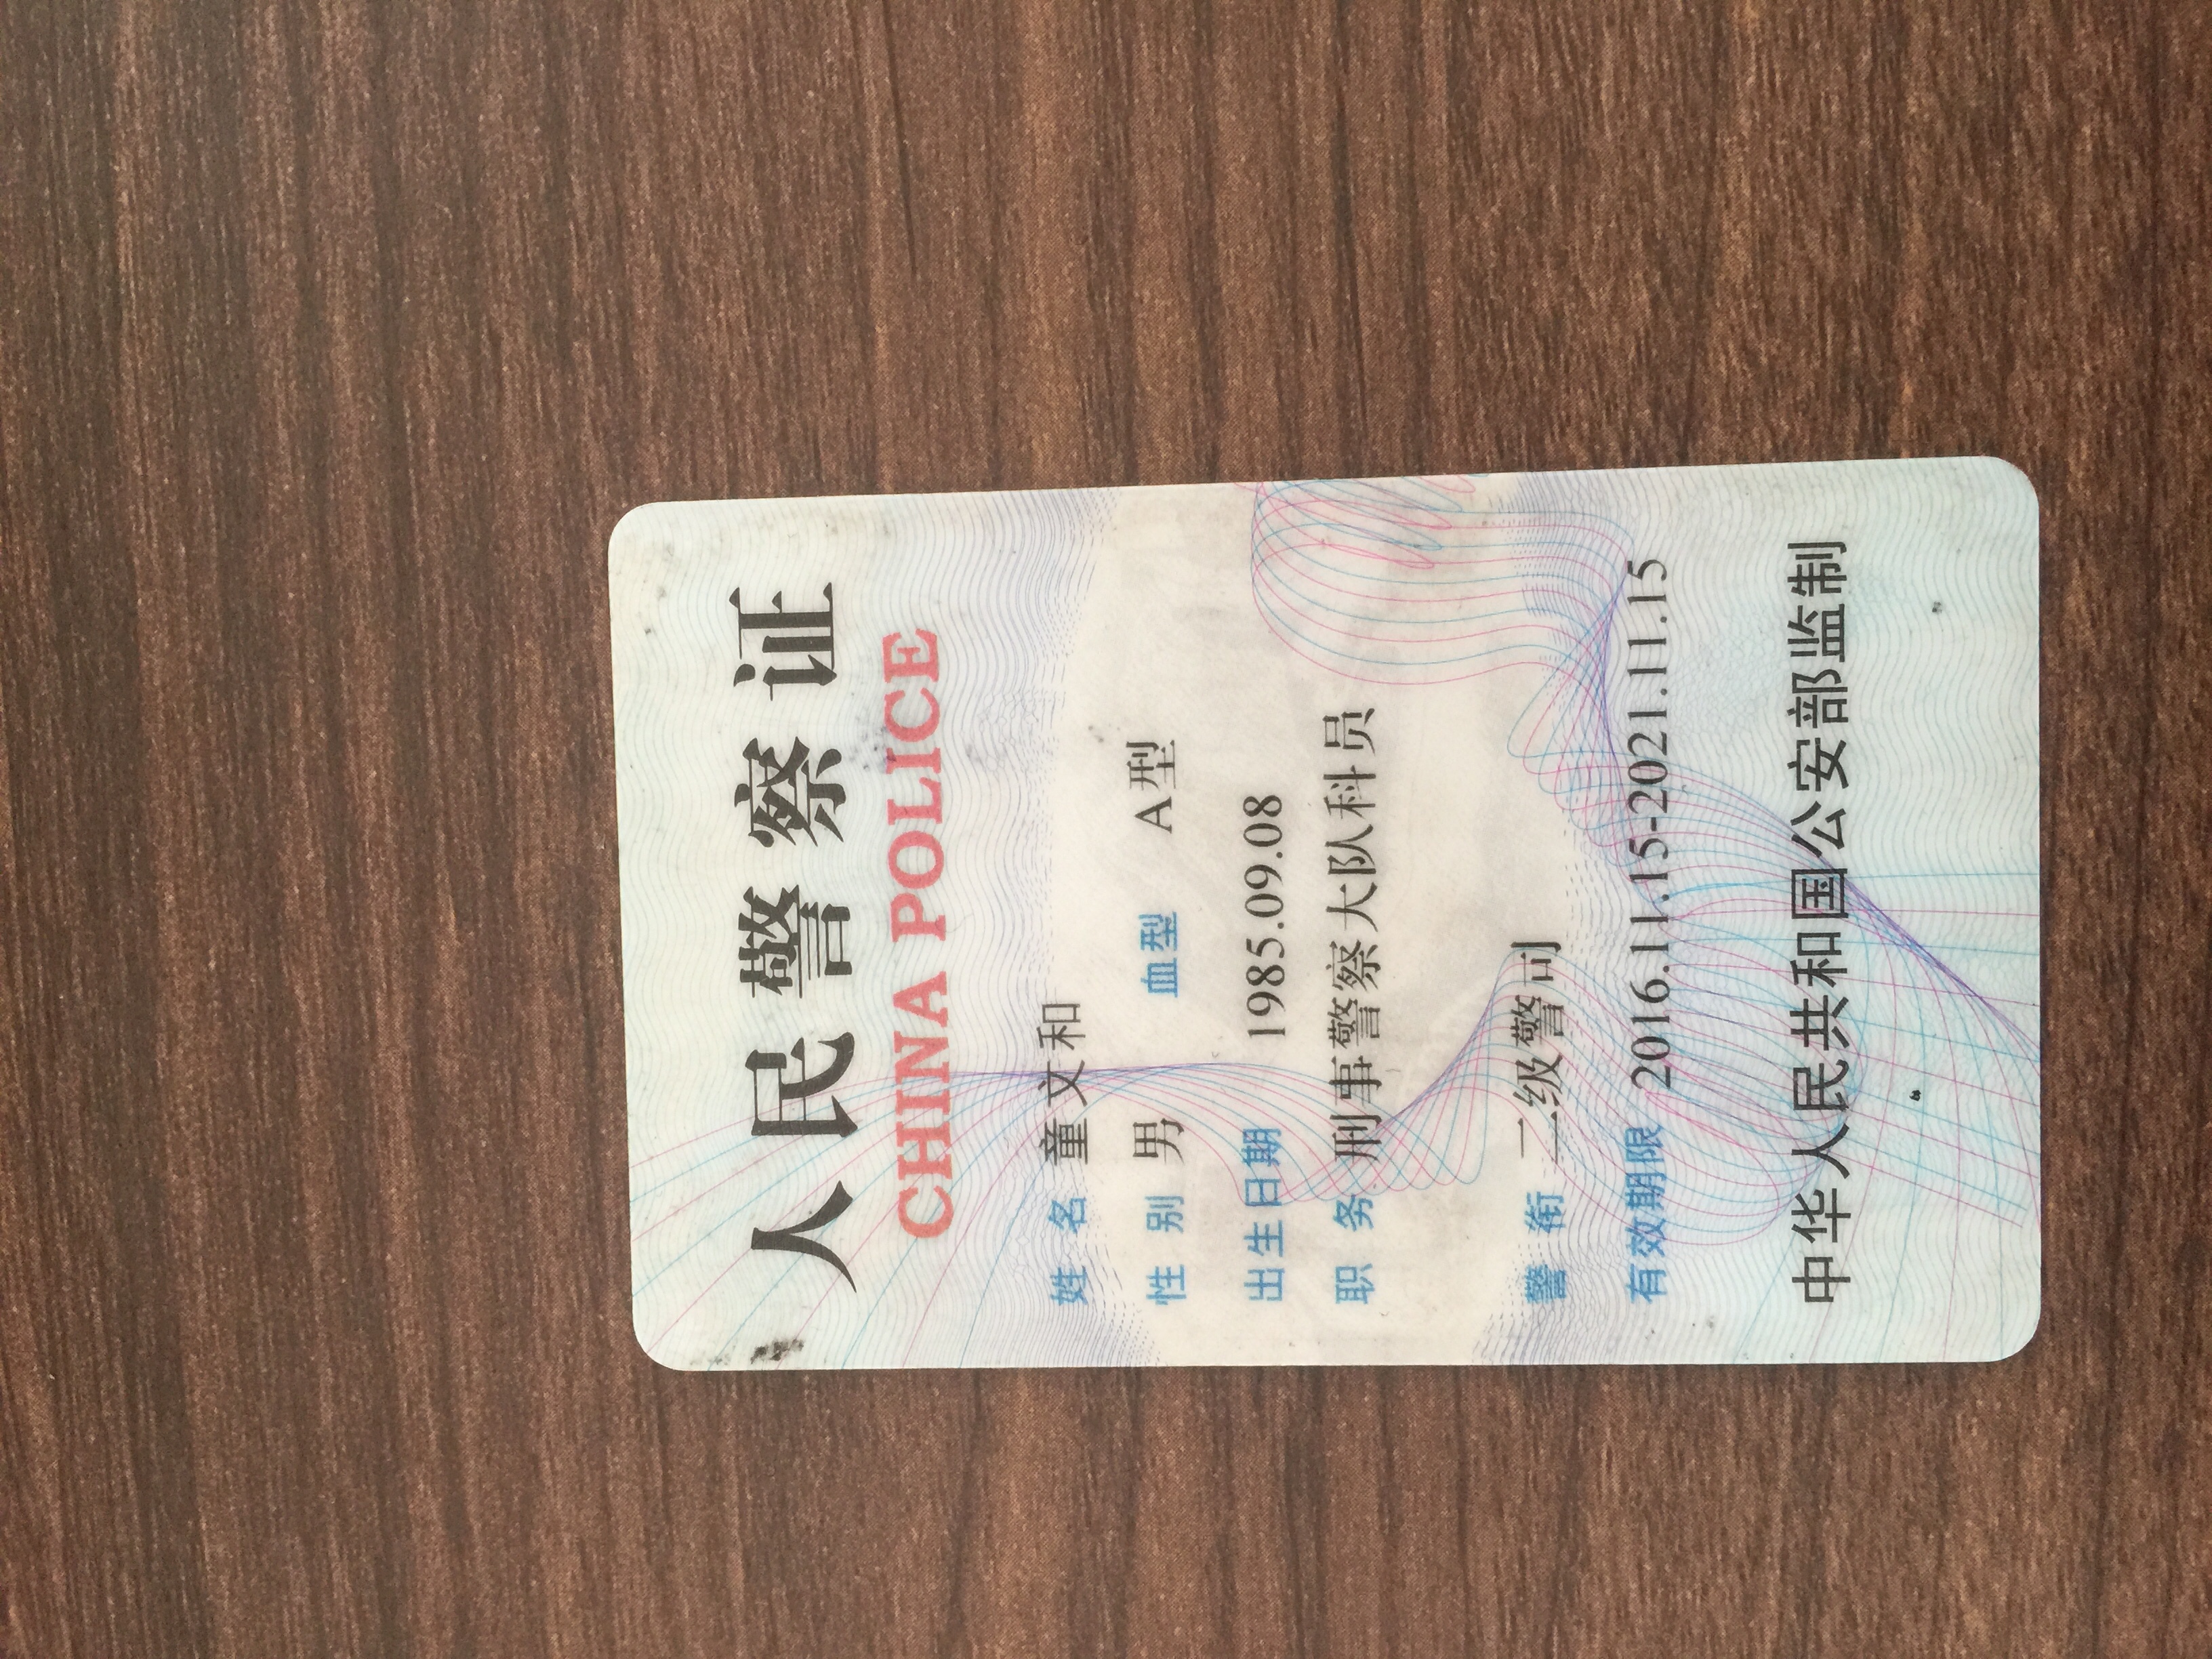 人民警察证
CHINA POLICE
姓名 童文和
性别 男 血型 A型
出生日期 1985.09.08
职务 刑事警察大队科员
警衔 二级警司
有效期限 2016.11.15-2021.11.15
中华人民共和国公安部监制